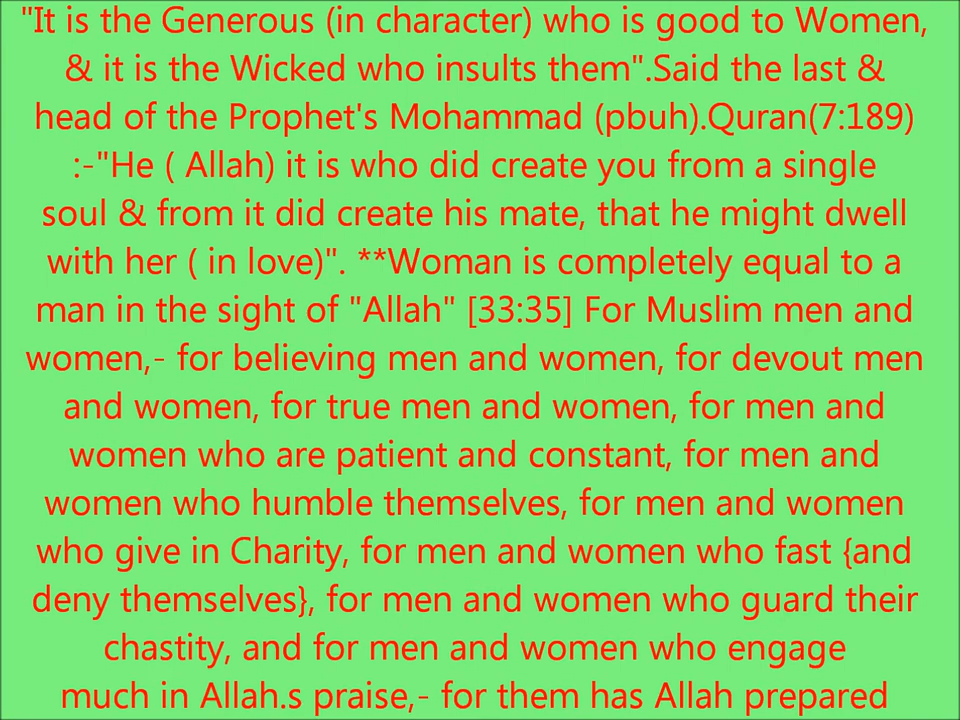 "It is the Generous (in character) who is good to Women,
& it is the Wicked who insults them".Said the last &
head of the Prophet's Mohammad (pbuh).Quran(7:189)
:-"He ( Allah) it is who did create you from a single
soul & from it did create his mate, that he might dwell
with her ( in love)". **Woman is completely equal to a
man in the sight of "Allah" [33:35] For Muslim men and
women,- for believing men and women, for devout men
and women, for true men and women, for men and
women who are patient and constant, for men and
women who humble themselves, for men and women
who give in Charity, for men and women who fast {and
deny themselves}, for men and women who guard their
chastity, and for men and women who engage
much in Allah.s praise,- for them has Allah prepared